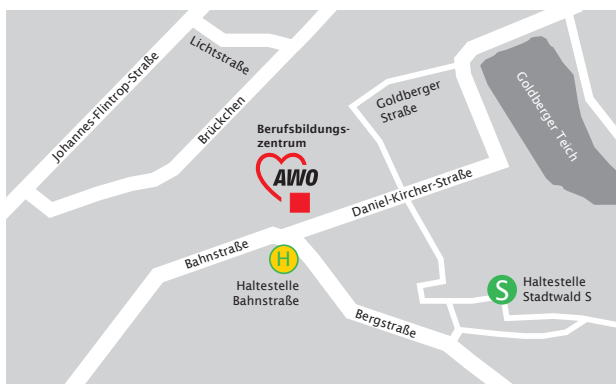 Lichtstraße
Johannes-Flintrop-Straße
Brückchen
Goldberger
Straße
Goldberger Teich
Berufsbildungs-
zentrum
AWO
Daniel-Kircher-Straße
Bahnstraße
H
Haltestelle
Bahnstraße
Bergstraße
S
Haltestelle
Stadtwald S